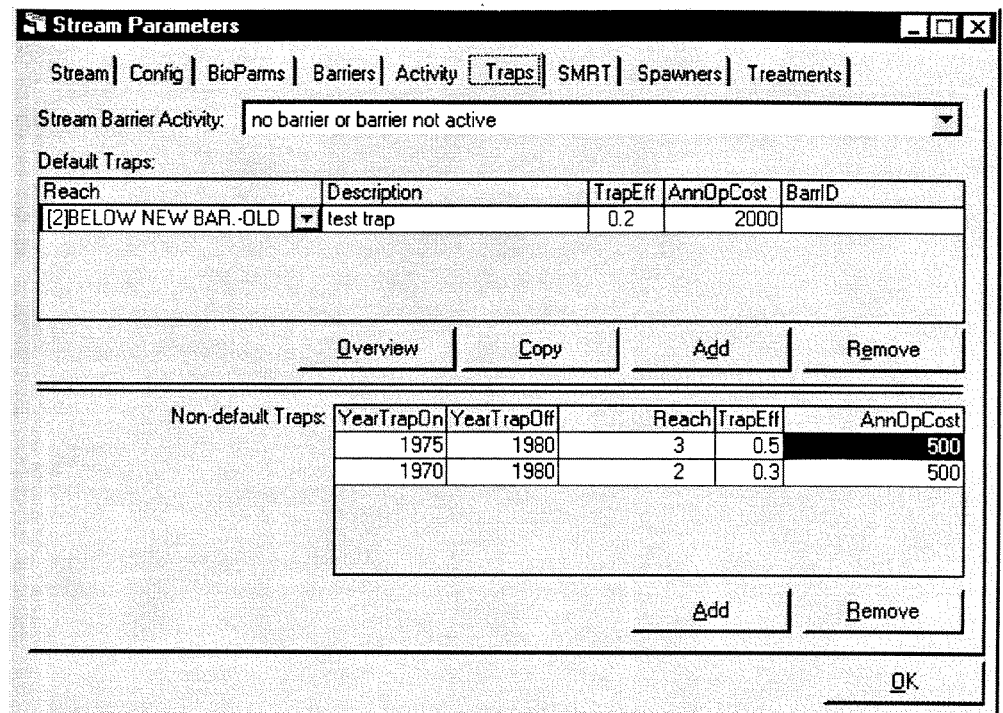 Stream Parameters
Stream Config BioParms Barriers Activity Traps SMRT Spawners Treatments
Stream Barrier Activity: no barrier or barrier not active
Default Traps:
Reach Description TrapEff AnnOpCost BarrID
[2]BELOW NEW BAR.-OLD test trap 0.2 2000
Overview Copy Add Remove
Non-default Traps: YearTrapOn YearTrapOff Reach TrapEff AnnOpCost
1975 1980 3 0.5 500
1970 1980 2 0.3 500
Add Remove
OK